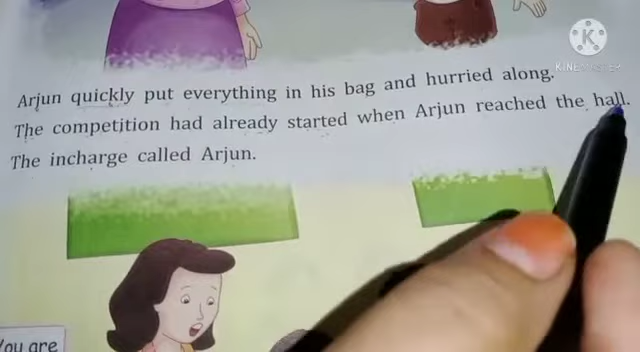 KINEMASTER
Arjun quickly put everything in his bag and hurried along.
The competition had already started when Arjun reached the hall.
The incharge called Arjun.
You are